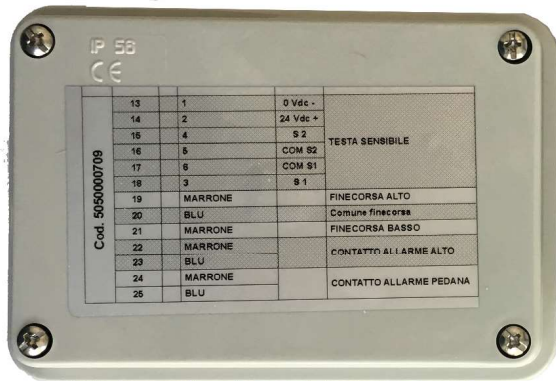 IP 56
CE
Cod. 5050000709
13 1 0 Vdc -
14 2 24 Vdc +
15 4 S 2
TESTA SENSIBILE
16 5 COM S2
17 6 COM S1
18 3 S 1
19 MARRONE FINECORSA ALTO
20 BLU Comune finecorsa
21 MARRONE FINECORSA BASSO
22 MARRONE
CONTATTO ALLARME ALTO
23 BLU
24 MARRONE
CONTATTO ALLARME PEDANA
25 BLU